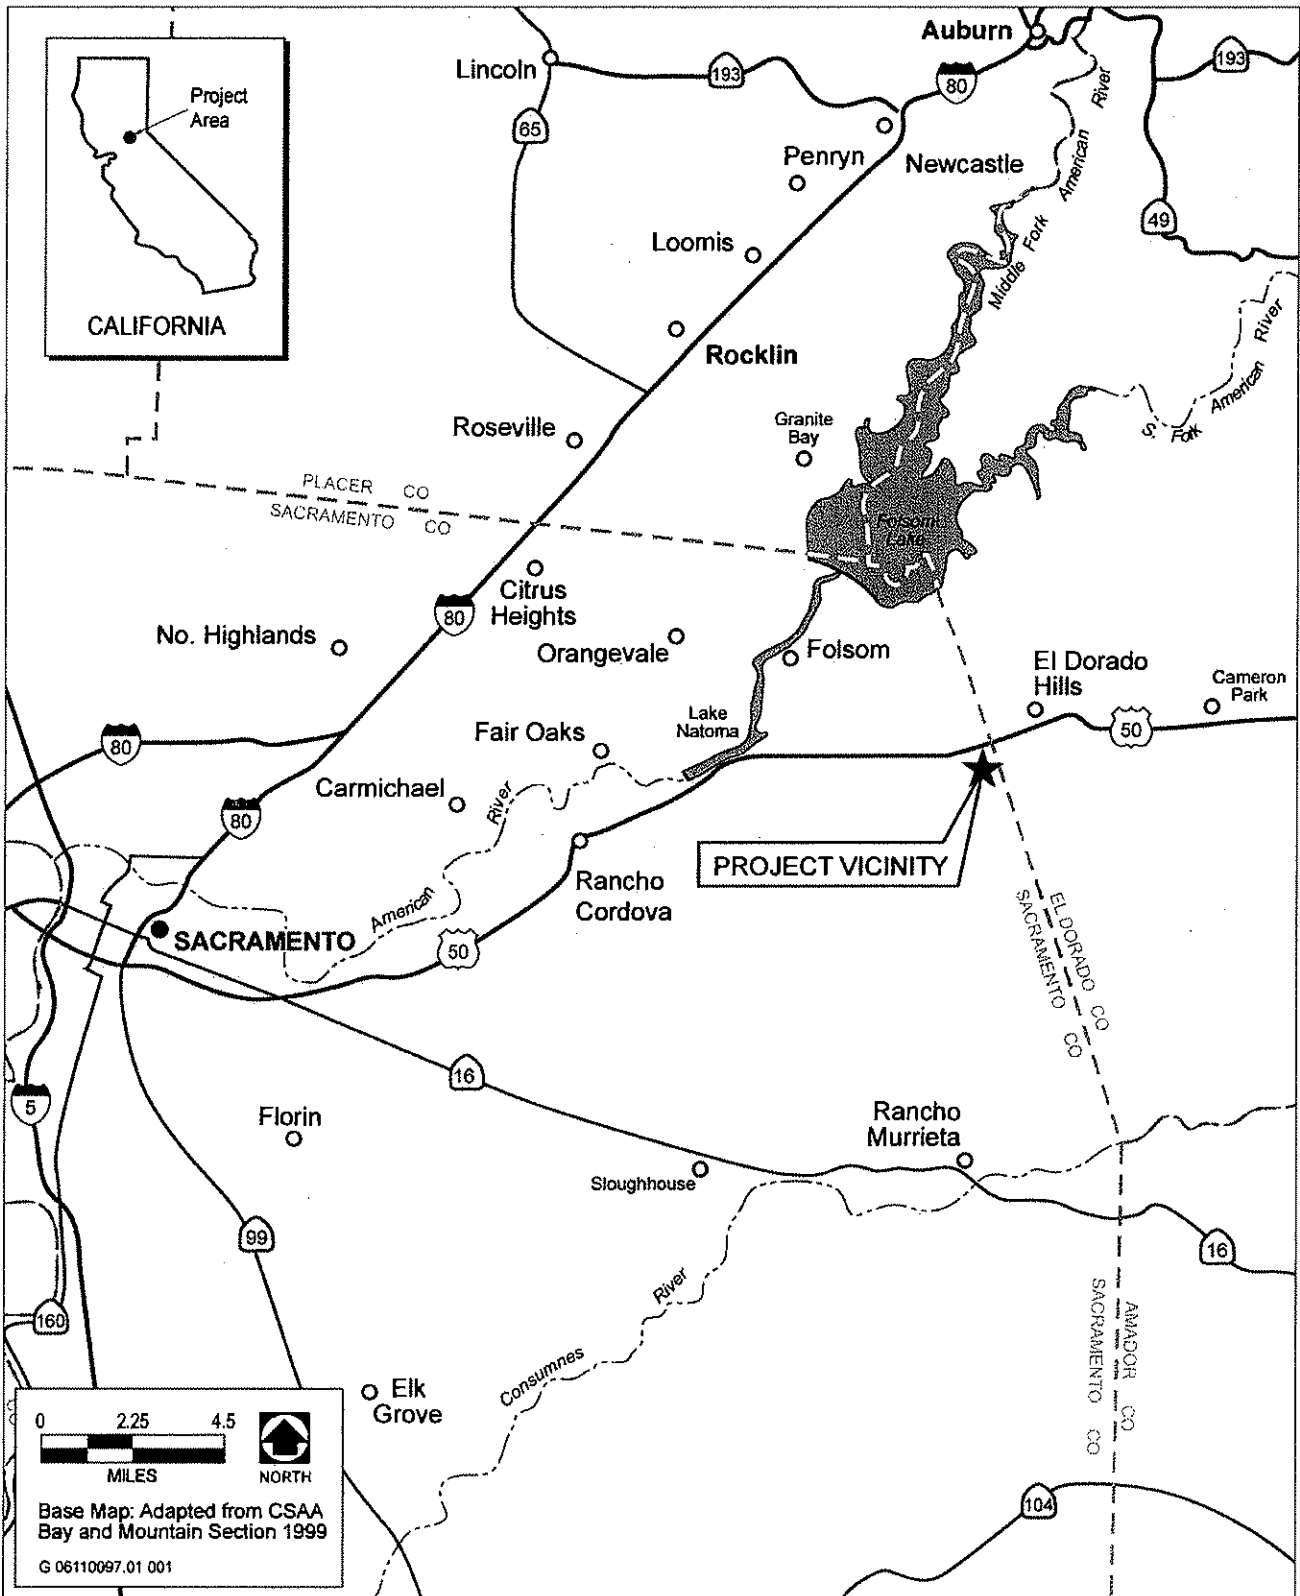 Auburn
Lincoln
193
80
193
River
Project
Area
65
American
Penryn
Newcastle
49
Loomis
Fork
Middle
CALIFORNIA
Rocklin
River
American
Fork
S.
Granite
Bay
Roseville
PLACER CO
SACRAMENTO CO
Folsom
Lake
Citrus
Heights
80
No. Highlands
Orangevale
Folsom
El Dorado
Hills
Cameron
Park
Lake
Natoma
50
80
Fair Oaks
Carmichael
River
80
PROJECT VICINITY
Rancho
Cordova
American
SACRAMENTO
50
EL DORADO CO
SACRAMENTO CO
16
5
Florin
Rancho
Murrieta
Sloughhouse
99
16
River
160
AMADOR CO
SACRAMENTO CO
Consumnes
Elk
Grove
0 2.25 4.5
MILES
NORTH
104
Base Map: Adapted from CSAA
Bay and Mountain Section 1999
G 06110097.01 001